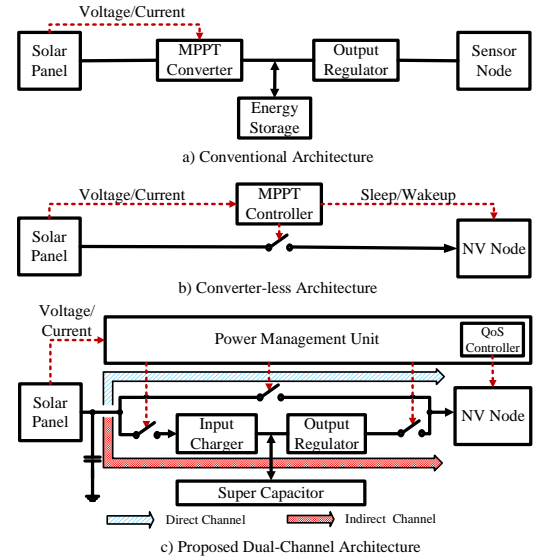 Voltage/Current
Solar
Panel
MPPT
Converter
Output
Regulator
Sensor
Node
Energy
Storage
a) Conventional Architecture
Voltage/Current
MPPT
Controller
Sleep/Wakeup
Solar
Panel
NV Node
b) Converter-less Architecture
Voltage/
Current
Power Management Unit
QoS
Controller
Solar
Panel
Input
Charger
Output
Regulator
NV Node
Super Capacitor
Direct Channel
Indirect Channel
c) Proposed Dual-Channel Architecture